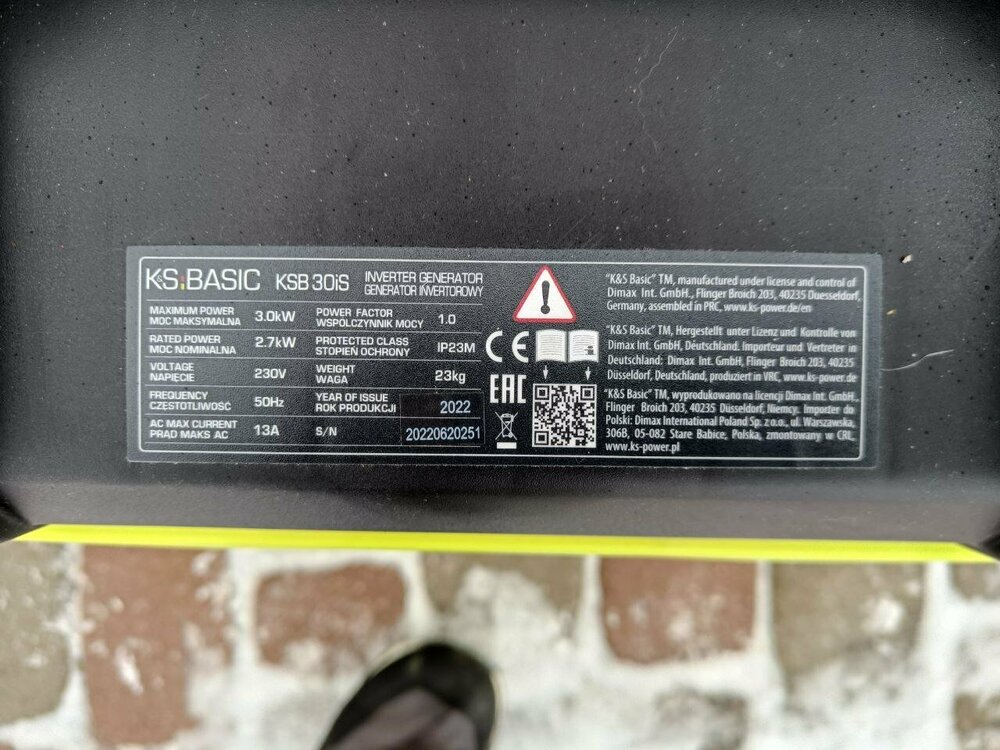 K&S BASIC KSB 30iS INVERTER GENERATOR
GENERATOR INVERTOROWY
MAXIMUM POWER
MOC MAKSYMALNA 3.0kW
POWER FACTOR
WSPÓŁCZYNNIK MOCY 1.0
RATED POWER
MOC NOMINALNA 2.7kW
PROTECTED CLASS
STOPIEŃ OCHRONY IP23M
VOLTAGE
NAPIĘCIE 230V
WEIGHT
WAGA 23kg
FREQUENCY
CZĘSTOTLIWOŚĆ 50Hz
YEAR OF ISSUE
ROK PRODUKCJI 2022
AC MAX CURRENT
PRĄD MAKS AC 13A
S/N 20220620251
CE
EAC
"K&S Basic" TM, manufactured under license and control of
Dimax Int. GmbH., Flinger Broich 203, 40235 Duesseldorf,
Germany, assembled in PRC, www.ks-power.de/en
"K&S Basic" TM, Hergestellt unter Lizenz und Kontrolle von
Dimax Int. GmbH, Deutschland. Importeur und Vertreter in
Deutschland: Dimax Int. GmbH, Flinger Broich 203, 40235
Düsseldorf, Deutschland, produziert in VRC, www.ks-power.de
"K&S Basic" TM, wyprodukowano na licencji Dimax Int. GmbH.,
Flinger Broich 203, 40235 Düsseldorf, Niemcy. Importer do
Polski: Dimax International Poland Sp. z o.o., ul. Warszawska,
306B, 05-082 Stare Babice, Polska, zmontowany w CRL,
www.ks-power.pl